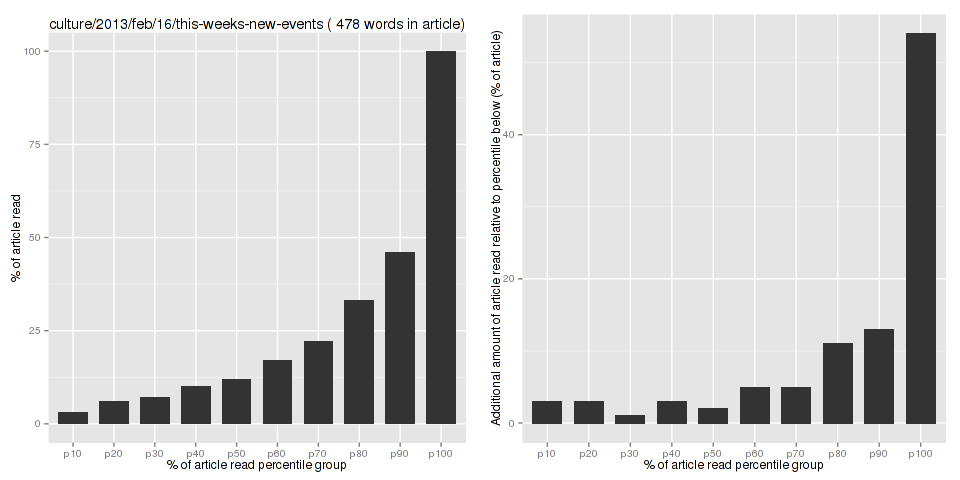 culture/2013/feb/16/this-weeks-new-events ( 478 words in article)
% of article read
100
75
50
25
0
p10 p20 p30 p40 p50 p60 p70 p80 p90 p100
% of article read percentile group
Additional amount of article read relative to percentile below (% of article)
40
20
0
p10 p20 p30 p40 p50 p60 p70 p80 p90 p100
% of article read percentile group